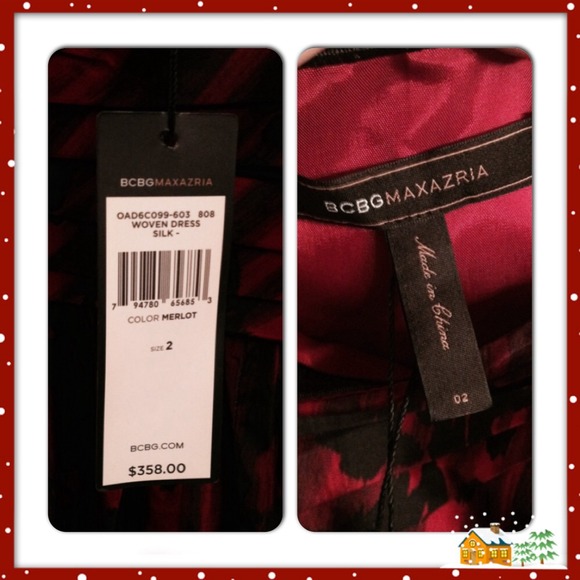 BCBGMAXAZRIA
OAD6C099-603 808
WOVEN DRESS
SILK -
7 94780 65685 3
COLOR MERLOT
SIZE 2
BCBG.COM
$358.00
BCBGMAXAZRIA
Made in China
02